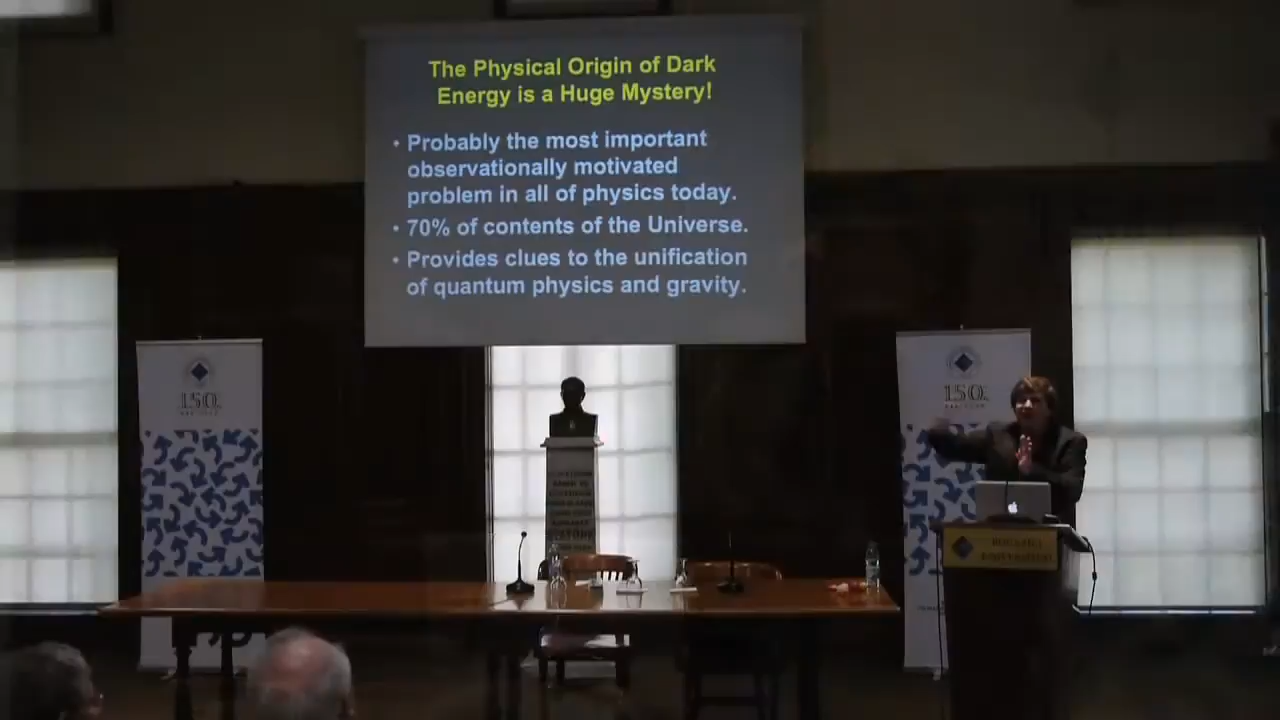 The Physical Origin of Dark
Energy is a Huge Mystery!
• Probably the most important
observationally motivated
problem in all of physics today.
• 70% of contents of the Universe.
• Provides clues to the unification
of quantum physics and gravity.
150
150